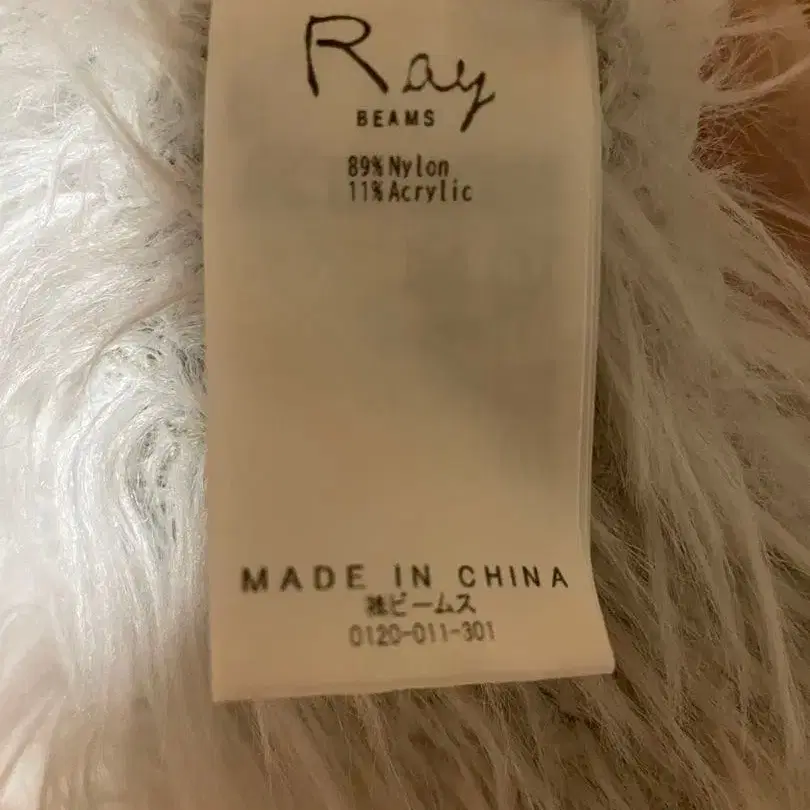 Ray
BEAMS
89%Nylon
11%Acrylic
MADE IN CHINA
㈱ビームス
0120-011-301